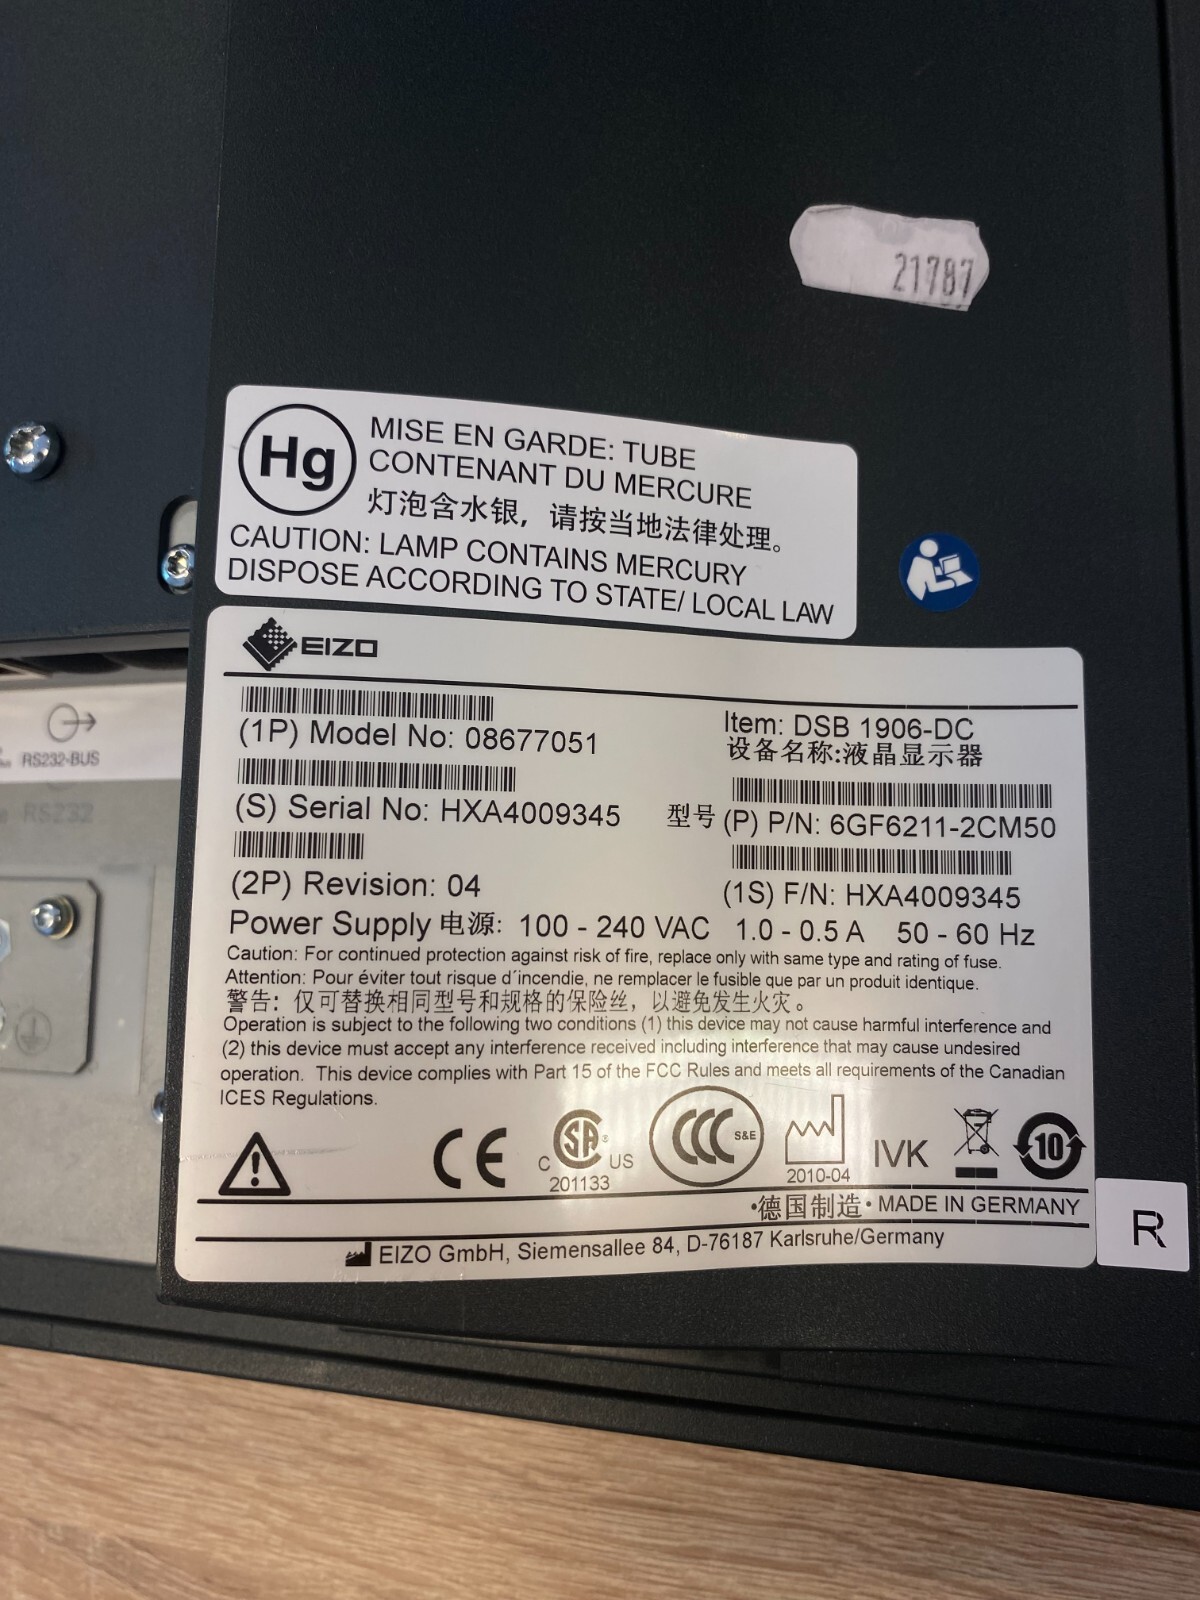 21787
Hg
MISE EN GARDE: TUBE
CONTENANT DU MERCURE
灯泡含水银，请按当地法律处理。
CAUTION: LAMP CONTAINS MERCURY
DISPOSE ACCORDING TO STATE/ LOCAL LAW
EIZO
(1P) Model No: 08677051
Item: DSB 1906-DC
设备名称:液晶显示器
(S) Serial No: HXA4009345
型号 (P) P/N: 6GF6211-2CM50
(2P) Revision: 04
(1S) F/N: HXA4009345
Power Supply 电源: 100 - 240 VAC 1.0 - 0.5 A 50 - 60 Hz
Caution: For continued protection against risk of fire, replace only with same type and rating of fuse.
Attention: Pour éviter tout risque d´incendie, ne remplacer le fusible que par un produit identique.
警告: 仅可替换相同型号和规格的保险丝，以避免发生火灾。
Operation is subject to the following two conditions (1) this device may not cause harmful interference and
(2) this device must accept any interference received including interference that may cause undesired
operation. This device complies with Part 15 of the FCC Rules and meets all requirements of the Canadian
ICES Regulations.
CE
C SA® US
201133
CCC S&E
2010-04
IVK
10
•德国制造• MADE IN GERMANY
EIZO GmbH, Siemensallee 84, D-76187 Karlsruhe/Germany
R
RS232-BUS
RS232